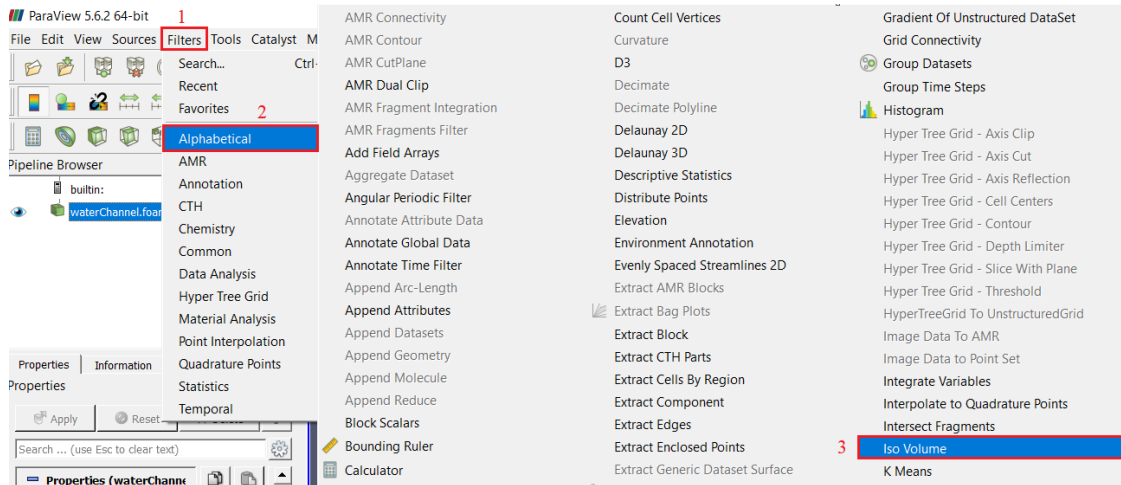 ParaView 5.6.2 64-bit
1
File Edit View Sources Filters Tools Catalyst M
Search... Ctrl-
Recent
Favorites
2
Alphabetical
AMR
Annotation
CTH
Chemistry
Common
Data Analysis
Hyper Tree Grid
Material Analysis
Point Interpolation
Quadrature Points
Statistics
Temporal
Pipeline Browser
builtin:
waterChannel.foar
Properties Information
Properties
Apply Reset
Search ... (use Esc to clear text)
Properties (waterChanne
AMR Connectivity
AMR Contour
AMR CutPlane
AMR Dual Clip
AMR Fragment Integration
AMR Fragments Filter
Add Field Arrays
Aggregate Dataset
Angular Periodic Filter
Annotate Attribute Data
Annotate Global Data
Annotate Time Filter
Append Arc-Length
Append Attributes
Append Datasets
Append Geometry
Append Molecule
Append Reduce
Block Scalars
Bounding Ruler
Calculator
Count Cell Vertices
Curvature
D3
Decimate
Decimate Polyline
Delaunay 2D
Delaunay 3D
Descriptive Statistics
Distribute Points
Elevation
Environment Annotation
Evenly Spaced Streamlines 2D
Extract AMR Blocks
Extract Bag Plots
Extract Block
Extract CTH Parts
Extract Cells By Region
Extract Component
Extract Edges
Extract Enclosed Points
Extract Generic Dataset Surface
Gradient Of Unstructured DataSet
Grid Connectivity
Group Datasets
Group Time Steps
Histogram
Hyper Tree Grid - Axis Clip
Hyper Tree Grid - Axis Cut
Hyper Tree Grid - Axis Reflection
Hyper Tree Grid - Cell Centers
Hyper Tree Grid - Contour
Hyper Tree Grid - Depth Limiter
Hyper Tree Grid - Slice With Plane
Hyper Tree Grid - Threshold
HyperTreeGrid To UnstructuredGrid
Image Data To AMR
Image Data to Point Set
Integrate Variables
Interpolate to Quadrature Points
Intersect Fragments
3 Iso Volume
K Means